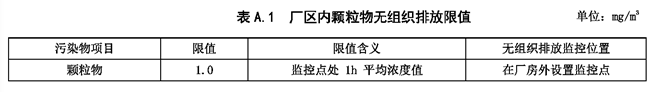 表 A.1 厂区内颗粒物无组织排放限值 单位：mg/m³
污染物项目 限值 限值含义 无组织排放监控位置
颗粒物 1.0 监控点处 1h 平均浓度值 在厂房外设置监控点